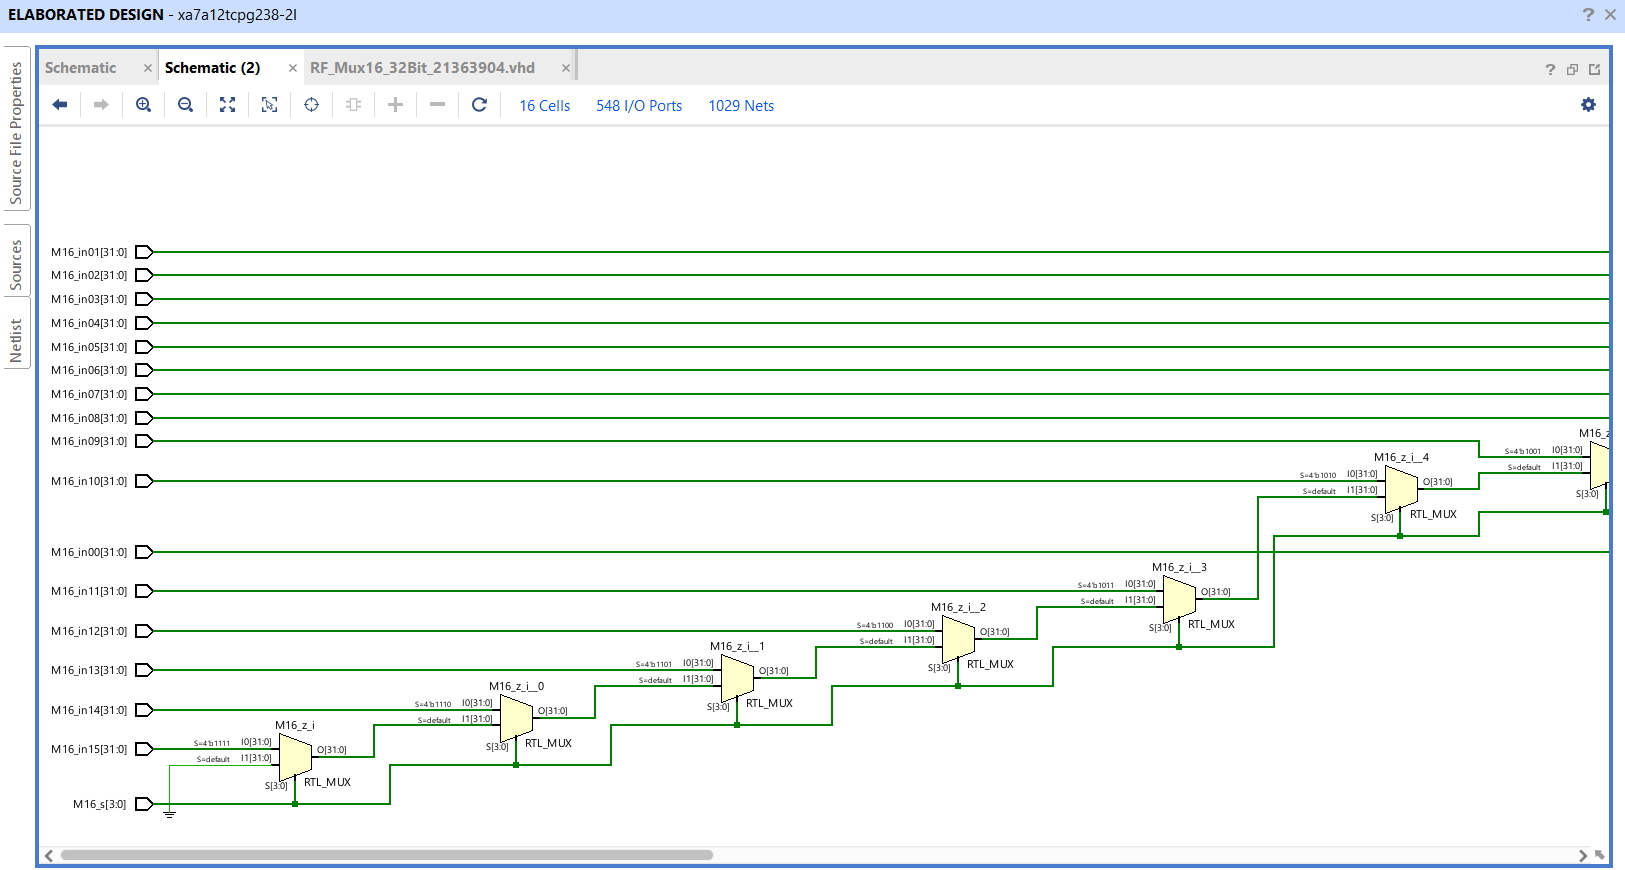 ELABORATED DESIGN - xa7a12tcpg238-2I
Source File Properties
Sources
Netlist
Schematic
Schematic (2)
RF_Mux16_32Bit_21363904.vhd
16 Cells 548 I/O Ports 1029 Nets
M16_in01[31:0]
M16_in02[31:0]
M16_in03[31:0]
M16_in04[31:0]
M16_in05[31:0]
M16_in06[31:0]
M16_in07[31:0]
M16_in08[31:0]
M16_in09[31:0]
M16_z
S=4'b1001 I0[31:0]
S=default I1[31:0]
S[3:0]
M16_in10[31:0]
M16_z_i__4
S=4'b1010 I0[31:0]
S=default I1[31:0]
O[31:0]
S[3:0]
RTL_MUX
M16_in00[31:0]
M16_in11[31:0]
M16_z_i__3
S=4'b1011 I0[31:0]
S=default I1[31:0]
O[31:0]
S[3:0]
RTL_MUX
M16_in12[31:0]
M16_z_i__2
S=4'b1100 I0[31:0]
S=default I1[31:0]
O[31:0]
S[3:0]
RTL_MUX
M16_in13[31:0]
M16_z_i__1
S=4'b1101 I0[31:0]
S=default I1[31:0]
O[31:0]
S[3:0]
RTL_MUX
M16_in14[31:0]
M16_z_i__0
S=4'b1110 I0[31:0]
S=default I1[31:0]
O[31:0]
S[3:0]
RTL_MUX
M16_in15[31:0]
M16_z_i
S=4'b1111 I0[31:0]
S=default I1[31:0]
O[31:0]
S[3:0]
RTL_MUX
M16_s[3:0]